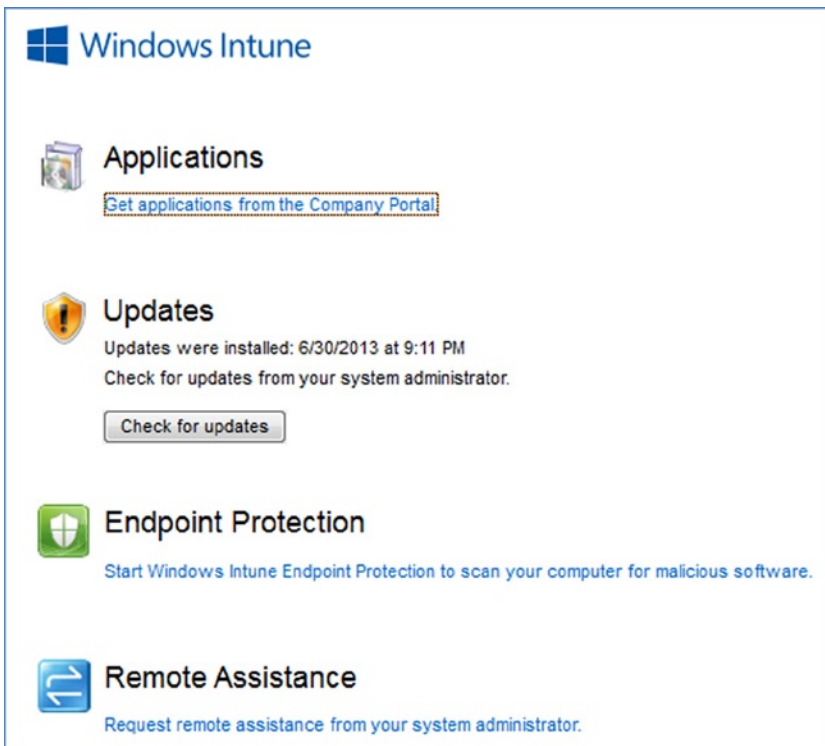 Windows Intune
Applications
Get applications from the Company Portal.
Updates
Updates were installed: 6/30/2013 at 9:11 PM
Check for updates from your system administrator.
Check for updates
Endpoint Protection
Start Windows Intune Endpoint Protection to scan your computer for malicious software.
Remote Assistance
Request remote assistance from your system administrator.